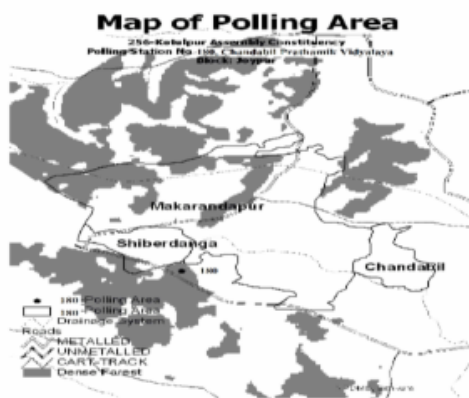 Map of Polling Area
256-Kotulpur Assembly Constituency
Polling Station No 180, Chandabil Prathamik Vidyalaya
Block: Joypur
Makarandapur
Shiberdanga
Chandabil
180
180-Polling Area
180-Polling Area
Drainage System
Roads
METALLED
UNMETALLED
CART-TRACK
Dense Forest